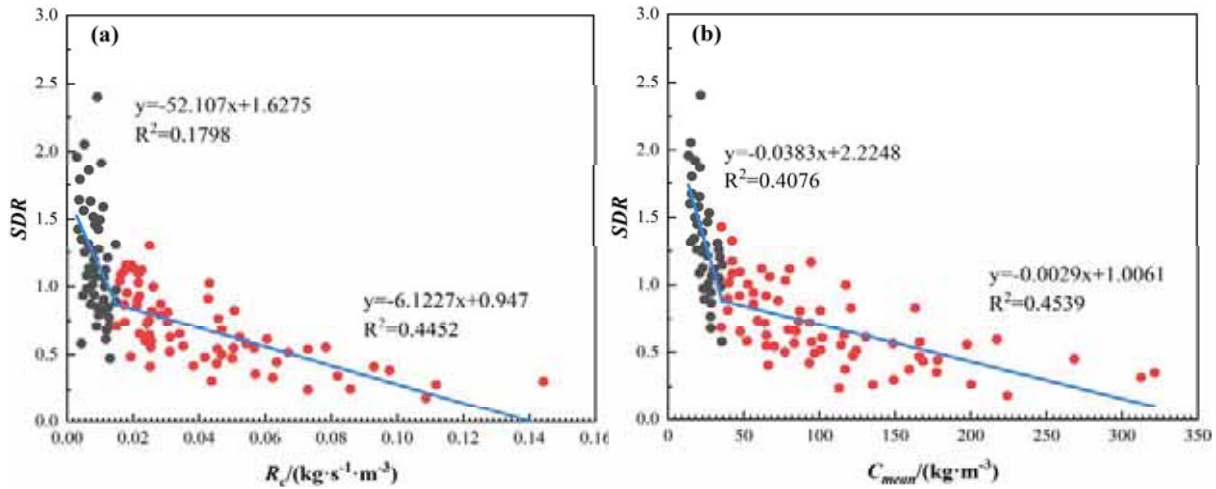 (a)
3.0
2.5
2.0
1.5
1.0
0.5
0.0
SDR
y=-52.107x+1.6275
R²=0.1798
y=-6.1227x+0.947
R²=0.4452
0.00 0.02 0.04 0.06 0.08 0.10 0.12 0.14 0.16
/(kg·s⁻¹·m⁻³)
(b)
3.0
2.5
2.0
1.5
1.0
0.5
0.0
SDR
y=-0.0383x+2.2248
R²=0.4076
y=-0.0029x+1.0061
R²=0.4539
0 50 100 150 200 250 300 350
Cmean/(kg·m⁻³)